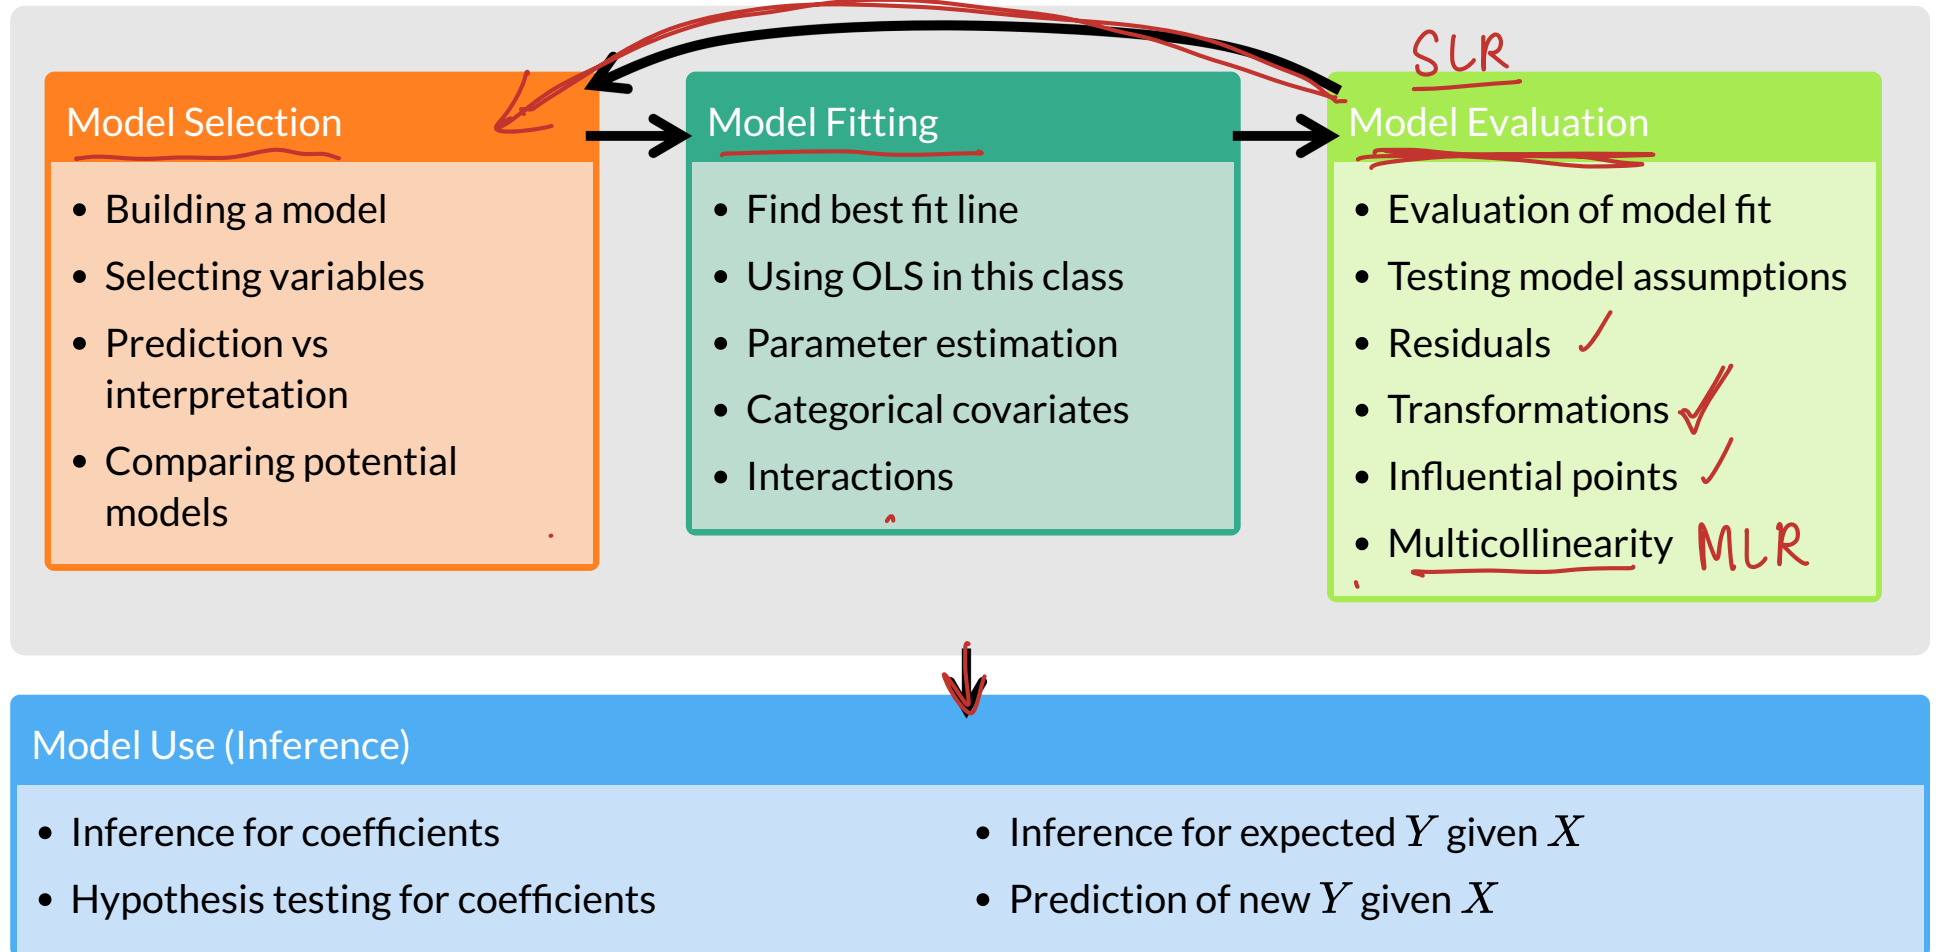 SLR
Model Selection
• Building a model
• Selecting variables
• Prediction vs
interpretation
• Comparing potential
models
Model Fitting
• Find best fit line
• Using OLS in this class
• Parameter estimation
• Categorical covariates
• Interactions
Model Evaluation
• Evaluation of model fit
• Testing model assumptions
• Residuals ✓
• Transformations ✓
• Influential points ✓
• Multicollinearity MLR
Model Use (Inference)
• Inference for coefficients
• Hypothesis testing for coefficients
• Inference for expected Y given X
• Prediction of new Y given X